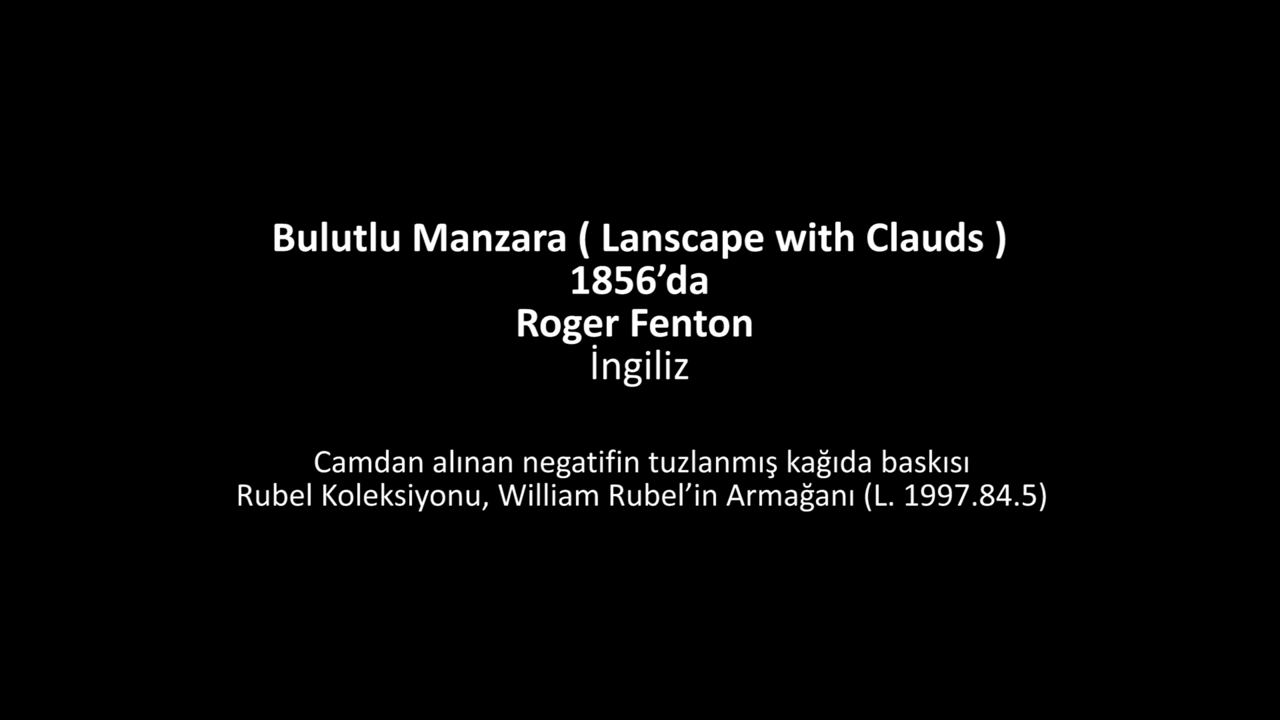 Bulutlu Manzara ( Lanscape with Clauds )
1856’da
Roger Fenton
İngiliz
Camdan alınan negatifin tuzlanmış kağıda baskısı
Rubel Koleksiyonu, William Rubel’in Armağanı (L. 1997.84.5)